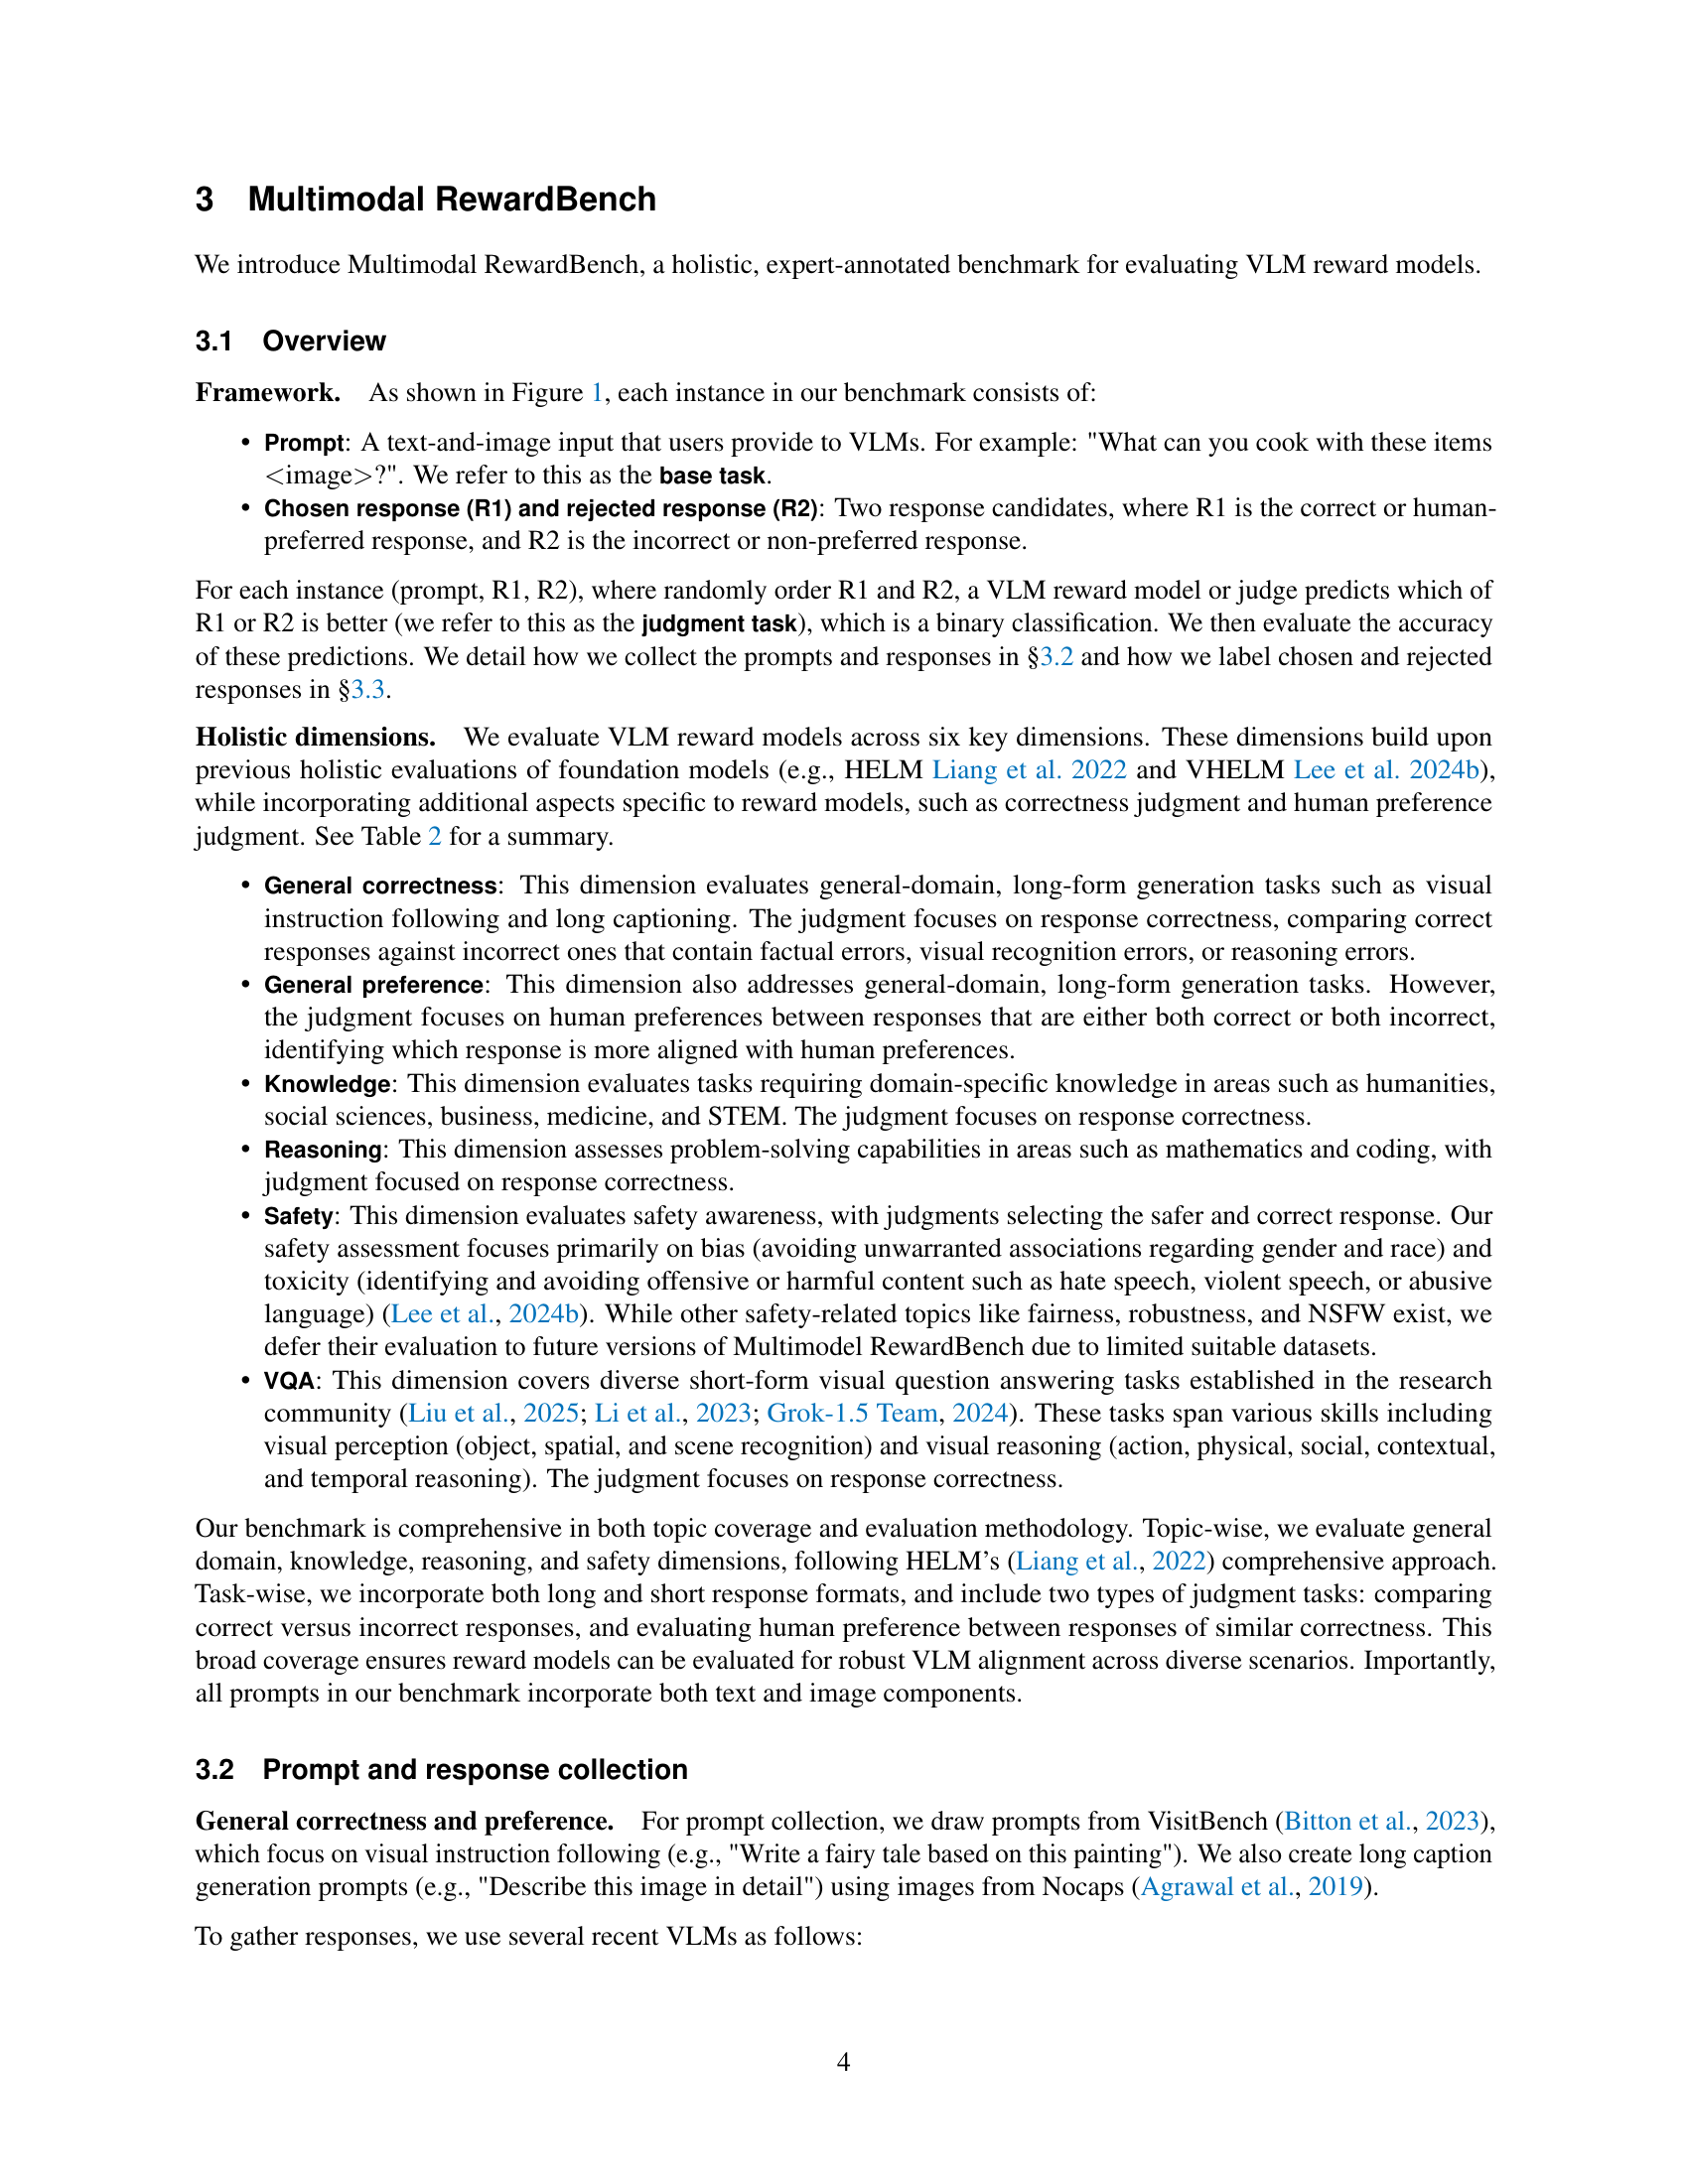 3 Multimodal RewardBench
We introduce Multimodal RewardBench, a holistic, expert-annotated benchmark for evaluating VLM reward models.
3.1 Overview
Framework. As shown in Figure 1, each instance in our benchmark consists of:
• Prompt: A text-and-image input that users provide to VLMs. For example: "What can you cook with these items
<image>?". We refer to this as the base task.
• Chosen response (R1) and rejected response (R2): Two response candidates, where R1 is the correct or human-
preferred response, and R2 is the incorrect or non-preferred response.
For each instance (prompt, R1, R2), where randomly order R1 and R2, a VLM reward model or judge predicts which of
R1 or R2 is better (we refer to this as the judgment task), which is a binary classification. We then evaluate the accuracy
of these predictions. We detail how we collect the prompts and responses in §3.2 and how we label chosen and rejected
responses in §3.3.
Holistic dimensions. We evaluate VLM reward models across six key dimensions. These dimensions build upon
previous holistic evaluations of foundation models (e.g., HELM Liang et al. 2022 and VHELM Lee et al. 2024b),
while incorporating additional aspects specific to reward models, such as correctness judgment and human preference
judgment. See Table 2 for a summary.
• General correctness: This dimension evaluates general-domain, long-form generation tasks such as visual
instruction following and long captioning. The judgment focuses on response correctness, comparing correct
responses against incorrect ones that contain factual errors, visual recognition errors, or reasoning errors.
• General preference: This dimension also addresses general-domain, long-form generation tasks. However,
the judgment focuses on human preferences between responses that are either both correct or both incorrect,
identifying which response is more aligned with human preferences.
• Knowledge: This dimension evaluates tasks requiring domain-specific knowledge in areas such as humanities,
social sciences, business, medicine, and STEM. The judgment focuses on response correctness.
• Reasoning: This dimension assesses problem-solving capabilities in areas such as mathematics and coding, with
judgment focused on response correctness.
• Safety: This dimension evaluates safety awareness, with judgments selecting the safer and correct response. Our
safety assessment focuses primarily on bias (avoiding unwarranted associations regarding gender and race) and
toxicity (identifying and avoiding offensive or harmful content such as hate speech, violent speech, or abusive
language) (Lee et al., 2024b). While other safety-related topics like fairness, robustness, and NSFW exist, we
defer their evaluation to future versions of Multimodel RewardBench due to limited suitable datasets.
• VQA: This dimension covers diverse short-form visual question answering tasks established in the research
community (Liu et al., 2025; Li et al., 2023; Grok-1.5 Team, 2024). These tasks span various skills including
visual perception (object, spatial, and scene recognition) and visual reasoning (action, physical, social, contextual,
and temporal reasoning). The judgment focuses on response correctness.
Our benchmark is comprehensive in both topic coverage and evaluation methodology. Topic-wise, we evaluate general
domain, knowledge, reasoning, and safety dimensions, following HELM's (Liang et al., 2022) comprehensive approach.
Task-wise, we incorporate both long and short response formats, and include two types of judgment tasks: comparing
correct versus incorrect responses, and evaluating human preference between responses of similar correctness. This
broad coverage ensures reward models can be evaluated for robust VLM alignment across diverse scenarios. Importantly,
all prompts in our benchmark incorporate both text and image components.
3.2 Prompt and response collection
General correctness and preference. For prompt collection, we draw prompts from VisitBench (Bitton et al., 2023),
which focus on visual instruction following (e.g., "Write a fairy tale based on this painting"). We also create long caption
generation prompts (e.g., "Describe this image in detail") using images from Nocaps (Agrawal et al., 2019).
To gather responses, we use several recent VLMs as follows:
4